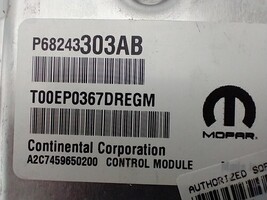 P68243303AB
T00EP0367DREGM
MOPAR
Continental Corporation
A2C7459650200 CONTROL MODULE
AUTHORIZED